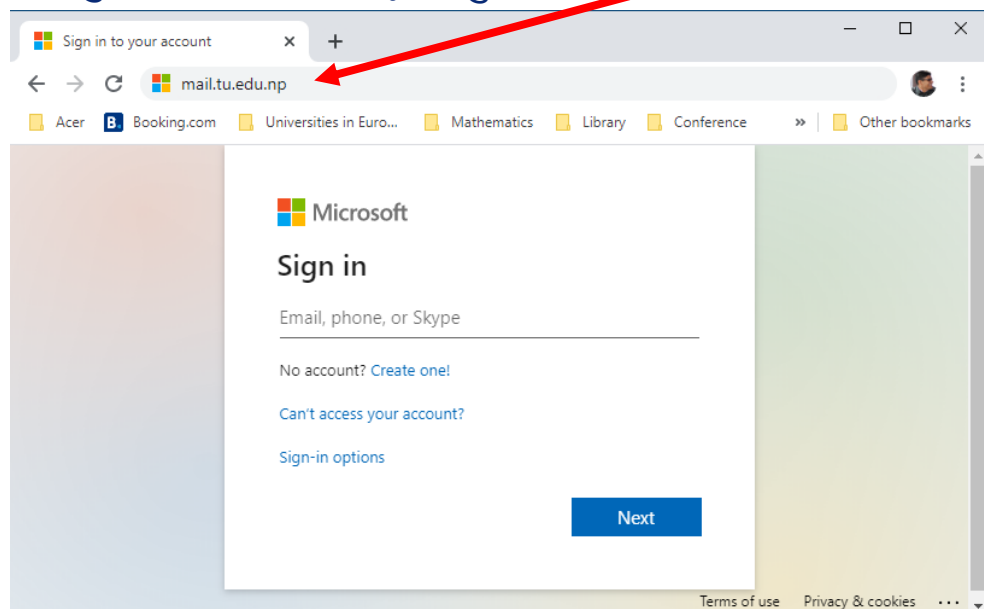 Sign in to your account
mail.tu.edu.np
Acer B. Booking.com Universities in Euro... Mathematics Library Conference » Other bookmarks
Microsoft
Sign in
Email, phone, or Skype
No account? Create one!
Can't access your account?
Sign-in options
Next
Terms of use Privacy & cookies ...